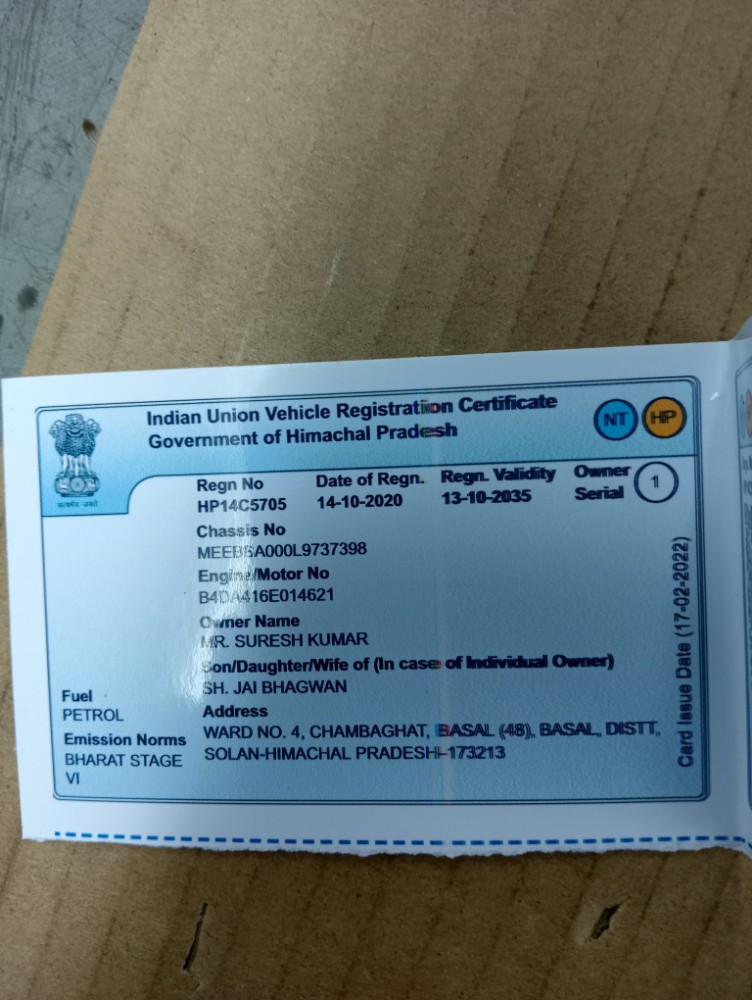 Indian Union Vehicle Registration Certificate
Government of Himachal Pradesh
NT HP
सत्यमेव जयते
Regn No Date of Regn. Regn. Validity Owner Serial 1
HP14C5705 14-10-2020 13-10-2035
Chassis No
MEEBSA000L9737398
Engine/Motor No
B4DA416E014621
Owner Name
MR. SURESH KUMAR
Son/Daughter/Wife of (In case of Individual Owner)
SH. JAI BHAGWAN
Fuel
PETROL
Address
WARD NO. 4, CHAMBAGHAT, BASAL (48), BASAL, DISTT,
SOLAN-HIMACHAL PRADESH-173213
Emission Norms
BHARAT STAGE
VI
Card Issue Date (17-02-2022)